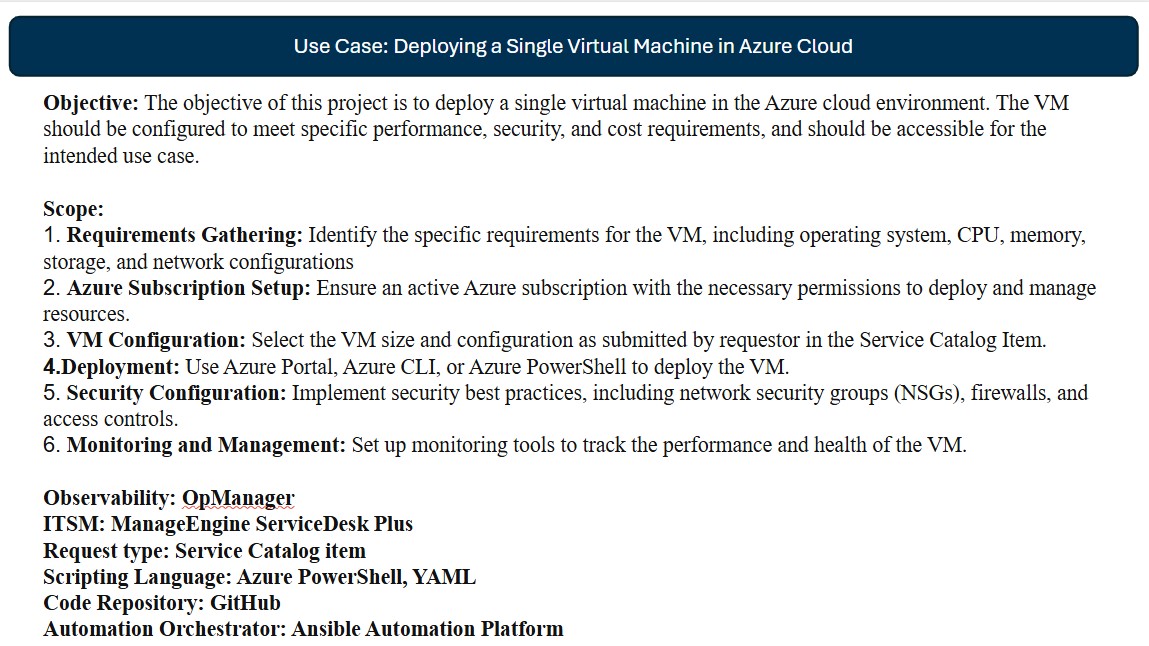 Use Case: Deploying a Single Virtual Machine in Azure Cloud
Objective: The objective of this project is to deploy a single virtual machine in the Azure cloud environment. The VM
should be configured to meet specific performance, security, and cost requirements, and should be accessible for the
intended use case.
Scope:
1. Requirements Gathering: Identify the specific requirements for the VM, including operating system, CPU, memory,
storage, and network configurations
2. Azure Subscription Setup: Ensure an active Azure subscription with the necessary permissions to deploy and manage
resources.
3. VM Configuration: Select the VM size and configuration as submitted by requestor in the Service Catalog Item.
4.Deployment: Use Azure Portal, Azure CLI, or Azure PowerShell to deploy the VM.
5. Security Configuration: Implement security best practices, including network security groups (NSGs), firewalls, and
access controls.
6. Monitoring and Management: Set up monitoring tools to track the performance and health of the VM.
Observability: OpManager
ITSM: ManageEngine ServiceDesk Plus
Request type: Service Catalog item
Scripting Language: Azure PowerShell, YAML
Code Repository: GitHub
Automation Orchestrator: Ansible Automation Platform